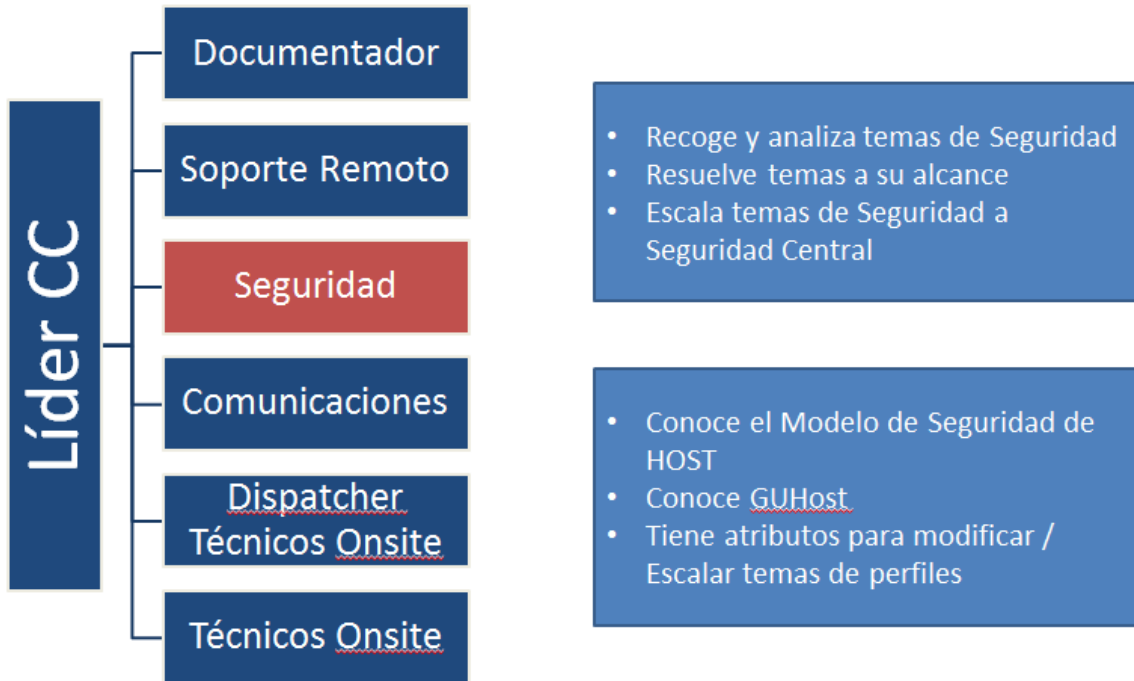 Líder CC
Documentador
Soporte Remoto
Seguridad
Comunicaciones
Dispatcher
Técnicos Onsite
Técnicos Onsite
• Recoge y analiza temas de Seguridad
• Resuelve temas a su alcance
• Escala temas de Seguridad a
Seguridad Central
• Conoce el Modelo de Seguridad de
HOST
• Conoce GUHost
• Tiene atributos para modificar /
Escalar temas de perfiles